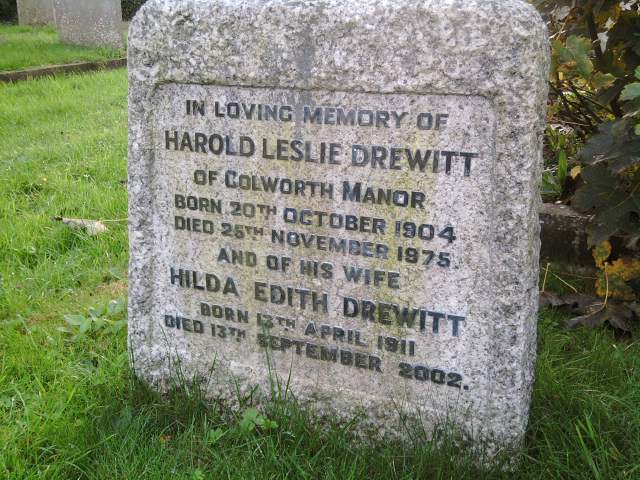 IN LOVING MEMORY OF
HAROLD LESLIE DREWITT
OF COLWORTH MANOR
BORN 20TH OCTOBER 1904
DIED 25TH NOVEMBER 1975.
AND OF HIS WIFE
HILDA EDITH DREWITT
BORN 13TH APRIL 1911
DIED 13TH SEPTEMBER 2002.